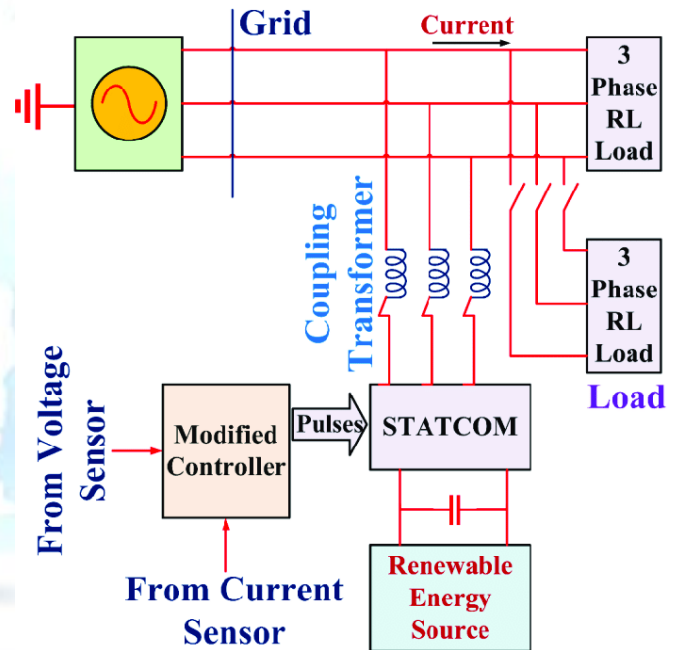 Grid
Current
3
Phase
RL
Load
Coupling
Transformer
3
Phase
RL
Load
Load
From Voltage
Sensor
Modified
Controller
Pulses
STATCOM
From Current
Sensor
Renewable
Energy
Source